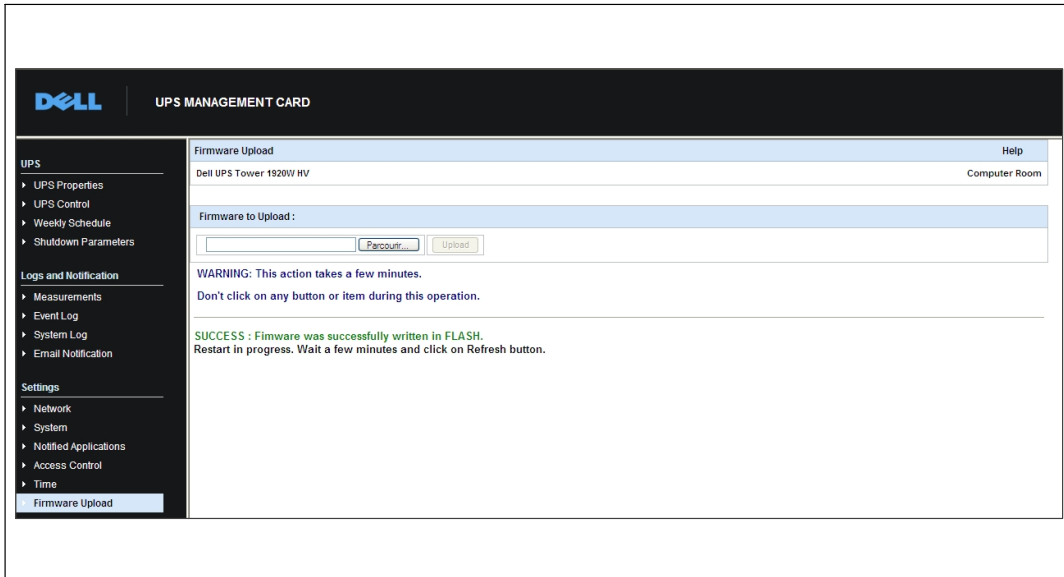 DELL
UPS MANAGEMENT CARD
UPS
UPS Properties
UPS Control
Weekly Schedule
Shutdown Parameters
Logs and Notification
Measurements
Event Log
System Log
Email Notification
Settings
Network
System
Notified Applications
Access Control
Time
Firmware Upload
Firmware Upload Help
Dell UPS Tower 1920W HV Computer Room
Firmware to Upload :
Parcourir... Upload
WARNING: This action takes a few minutes.
Don't click on any button or item during this operation.
SUCCESS : Fimware was successfully written in FLASH.
Restart in progress. Wait a few minutes and click on Refresh button.